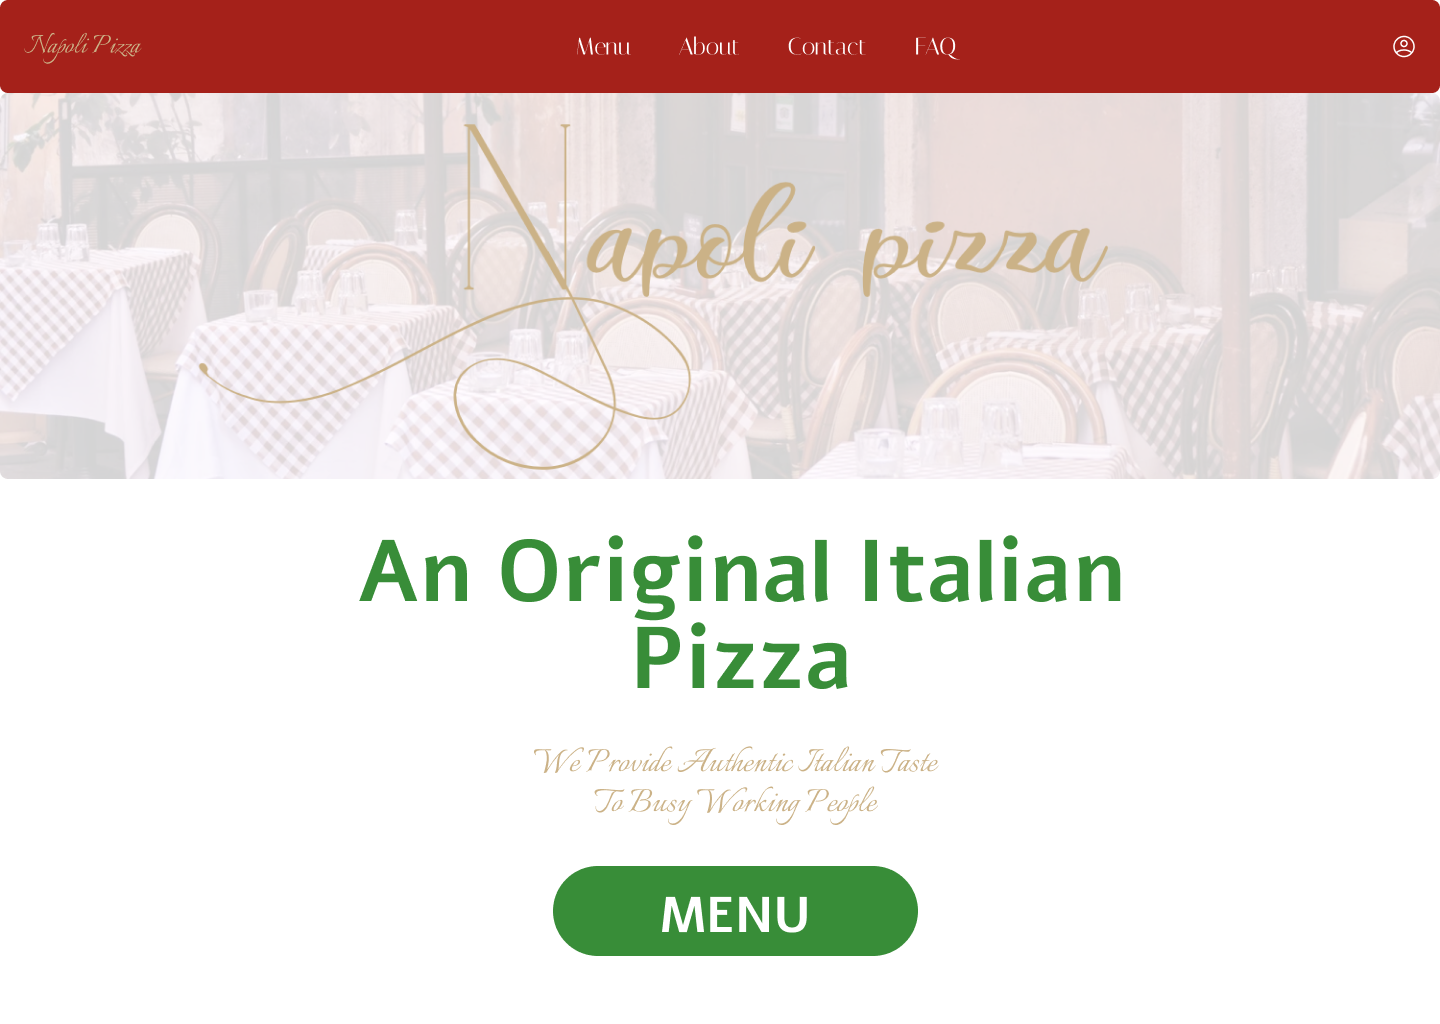 Napoli Pizza
Menu About Contact FAQ
Napoli pizza
An Original Italian
Pizza
We Provide Authentic Italian Taste
To Busy Working People
MENU